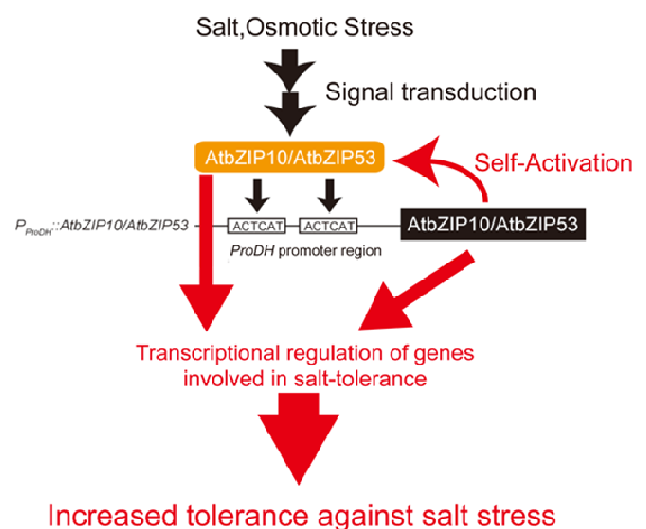 Salt,Osmotic Stress
Signal transduction
AtbZIP10/AtbZIP53
Self-Activation
PProDH::AtbZIP10/AtbZIP53
ACTCAT ACTCAT
AtbZIP10/AtbZIP53
ProDH promoter region
Transcriptional regulation of genes
involved in salt-tolerance
Increased tolerance against salt stress